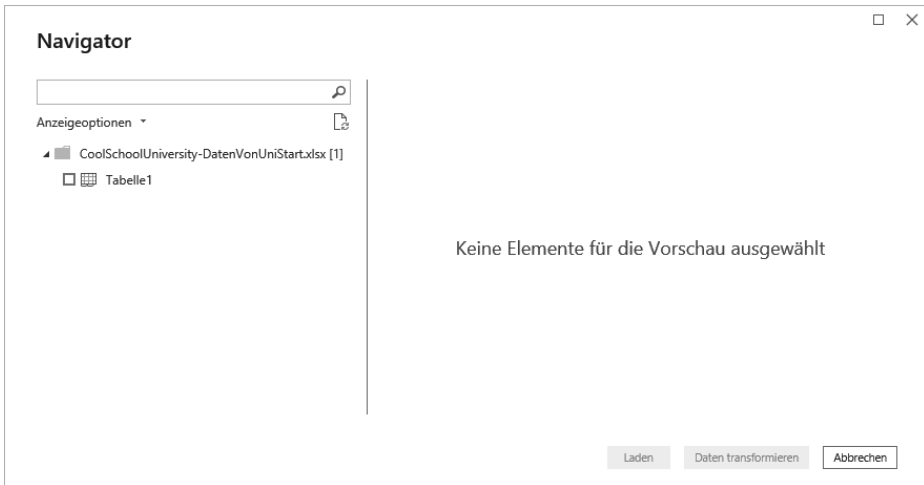 Navigator
Anzeigeoptionen
CoolSchoolUniversity-DatenVonUniStart.xlsx [1]
Tabelle1
Keine Elemente für die Vorschau ausgewählt
Laden
Daten transformieren
Abbrechen